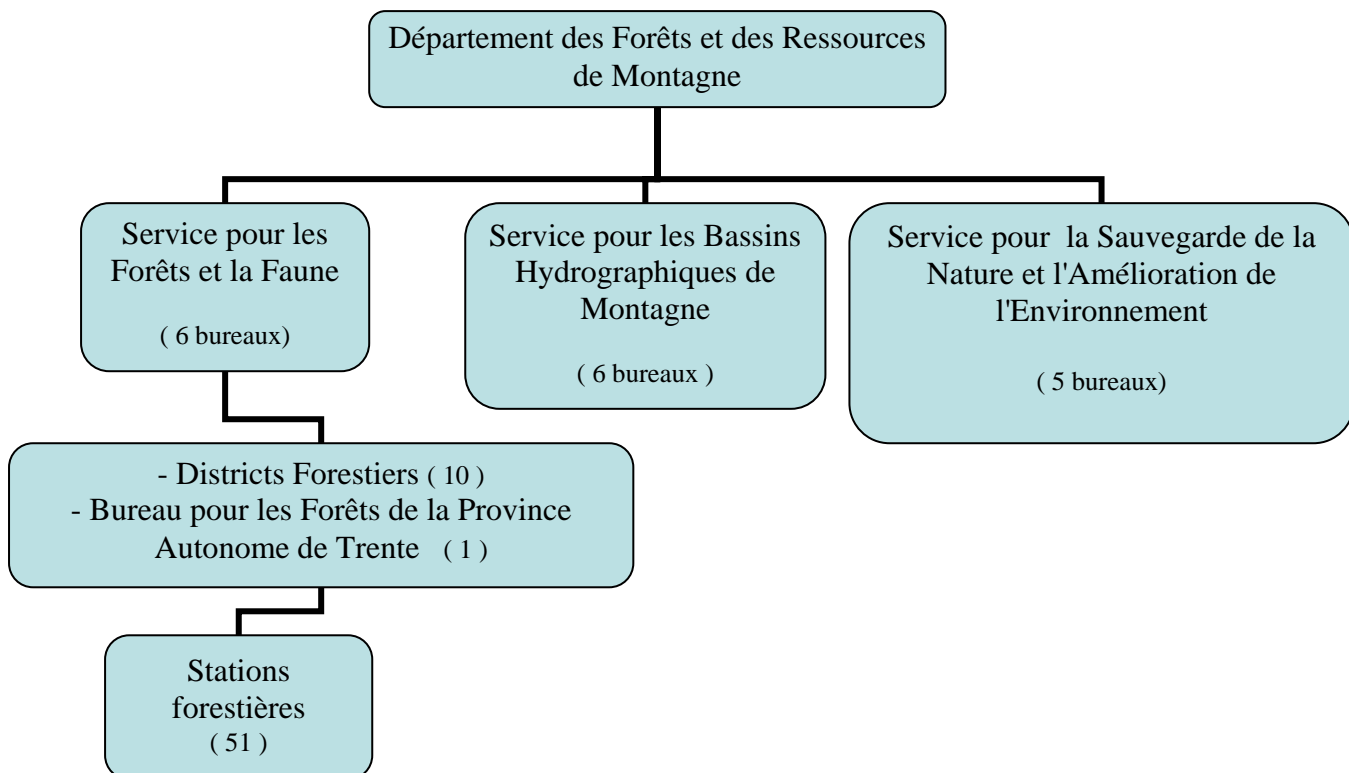 Département des Forêts et des Ressources
de Montagne
Service pour les
Forêts et la Faune
( 6 bureaux)
Service pour les Bassins
Hydrographiques de
Montagne
( 6 bureaux )
Service pour  la Sauvegarde de la
Nature et l'Amélioration de
l'Environnement
( 5 bureaux)
- Districts Forestiers ( 10 )
- Bureau pour les Forêts de la Province
Autonome de Trente   ( 1 )
Stations
forestières
( 51 )